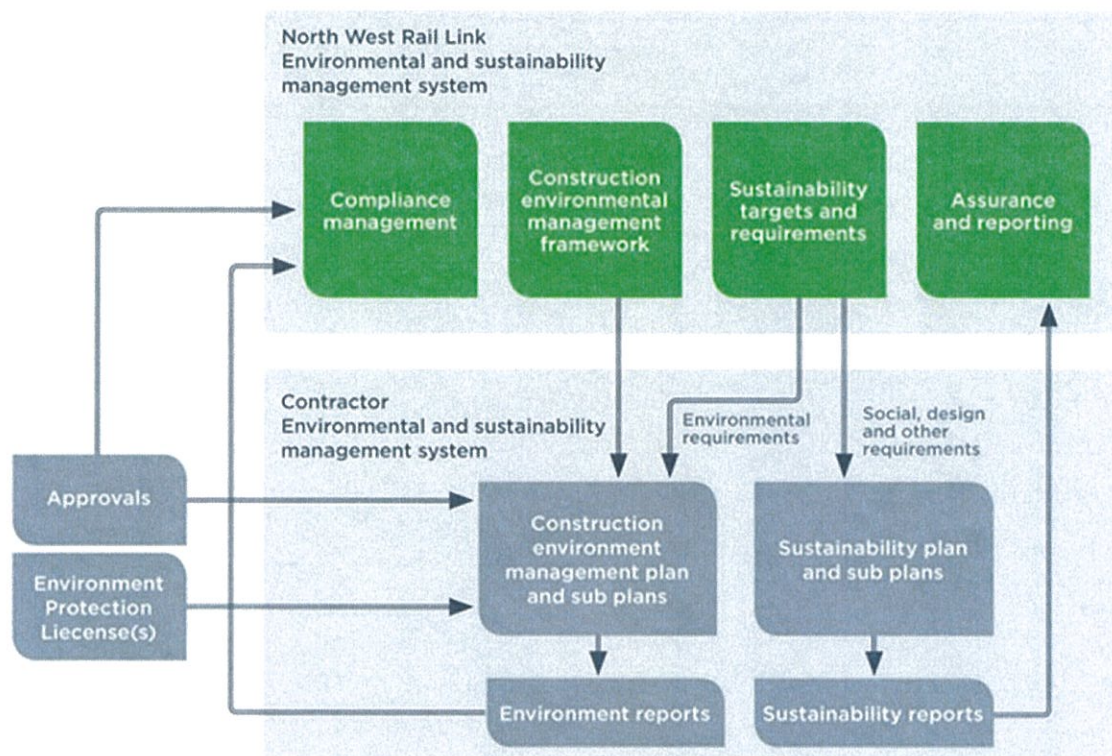 North West Rail Link
Environmental and sustainability
management system
Compliance
management
Construction
environmental
management
framework
Sustainability
targets and
requirements
Assurance
and reporting
Contractor
Environmental and sustainability
management system
Environmental
requirements
Social, design
and other
requirements
Approvals
Environment
Protection
Liecense(s)
Construction
environment
management plan
and sub plans
Sustainability plan
and sub plans
Environment reports
Sustainability reports